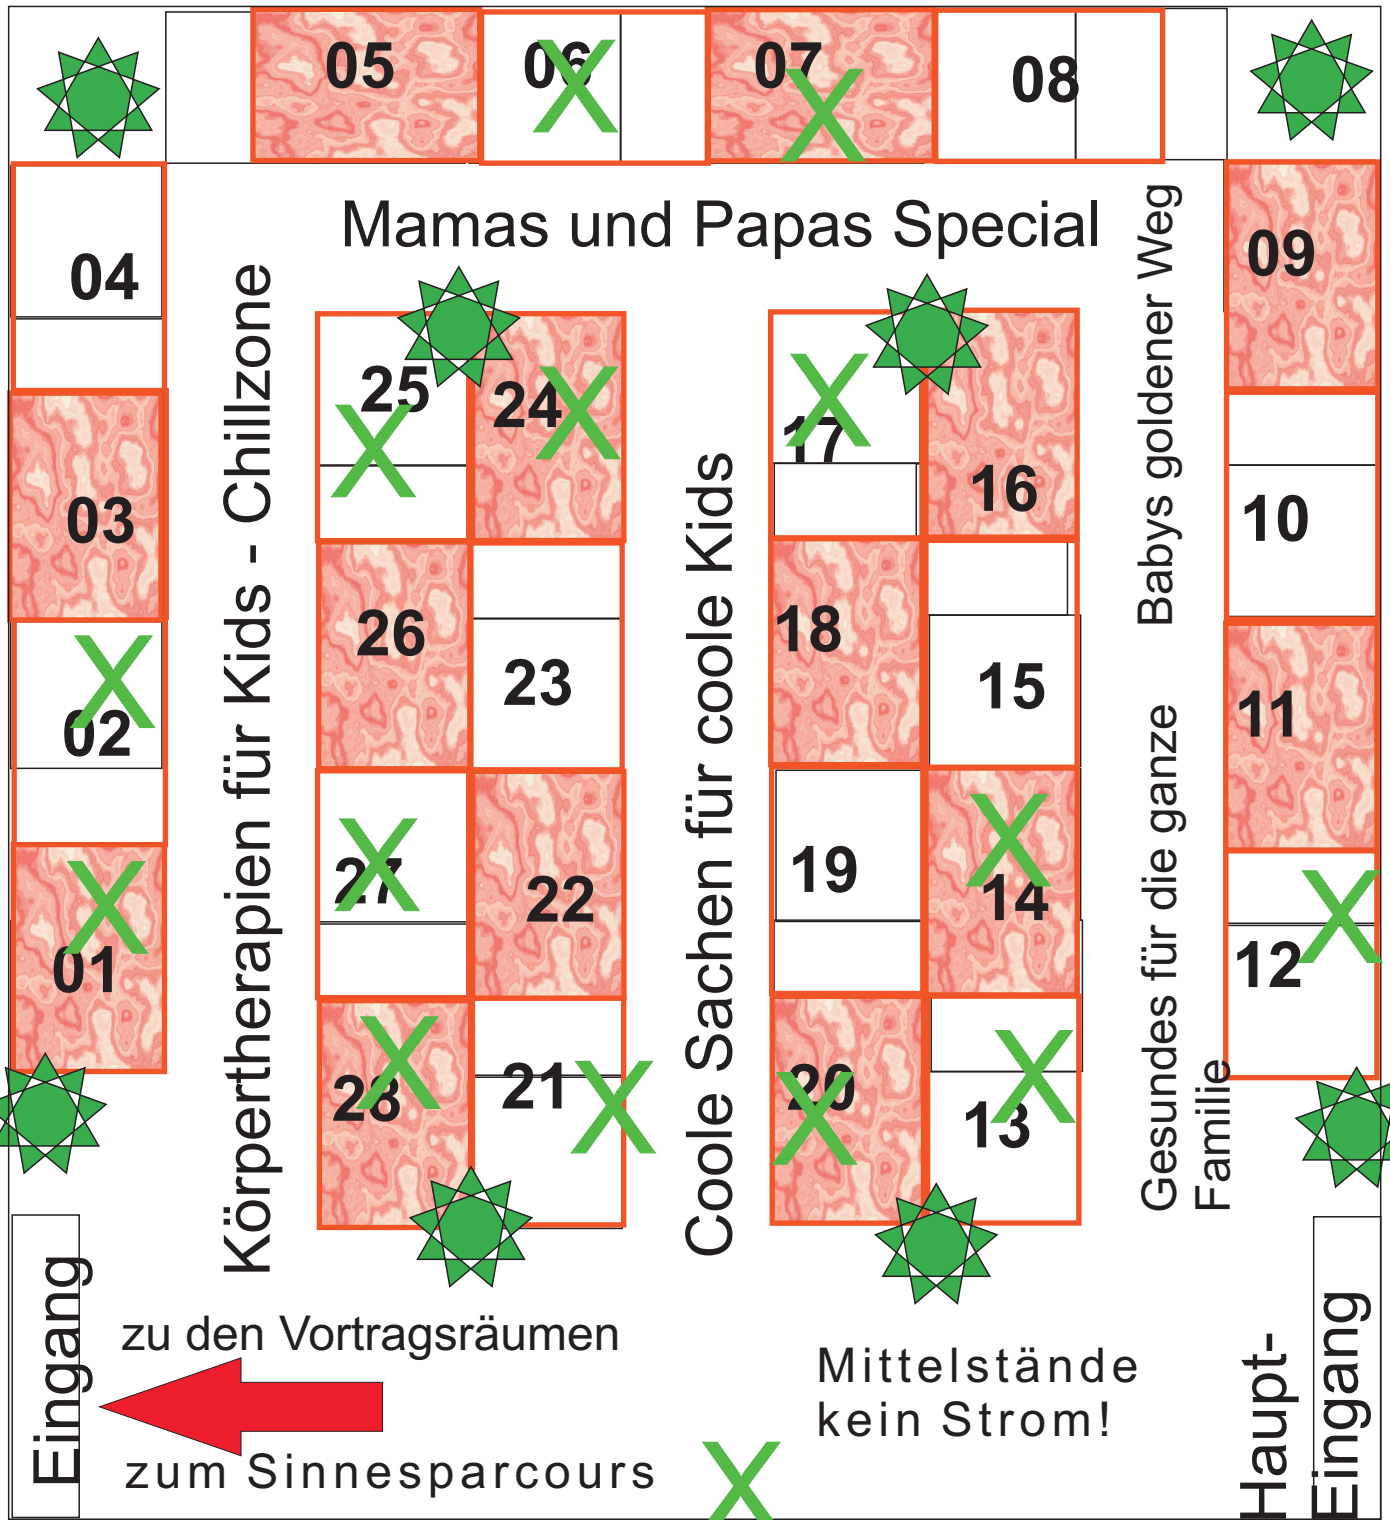 05 06 07 08
Mamas und Papas Special
04
03
02
01
Körpertherapien für Kids - Chillzone
25 24
26 23
27 22
28 21
Coole Sachen für coole Kids
17 16
18 15
19 14
20 13
Babys goldener Weg
Gesundes für die ganze
Familie
09
10
11
12
Eingang
zu den Vortragsräumen
zum Sinnesparcours
X
Mittelstände
kein Strom!
Haupt-
Eingang
X
X
X
X
X
X
X
X
X
X
X
X
X